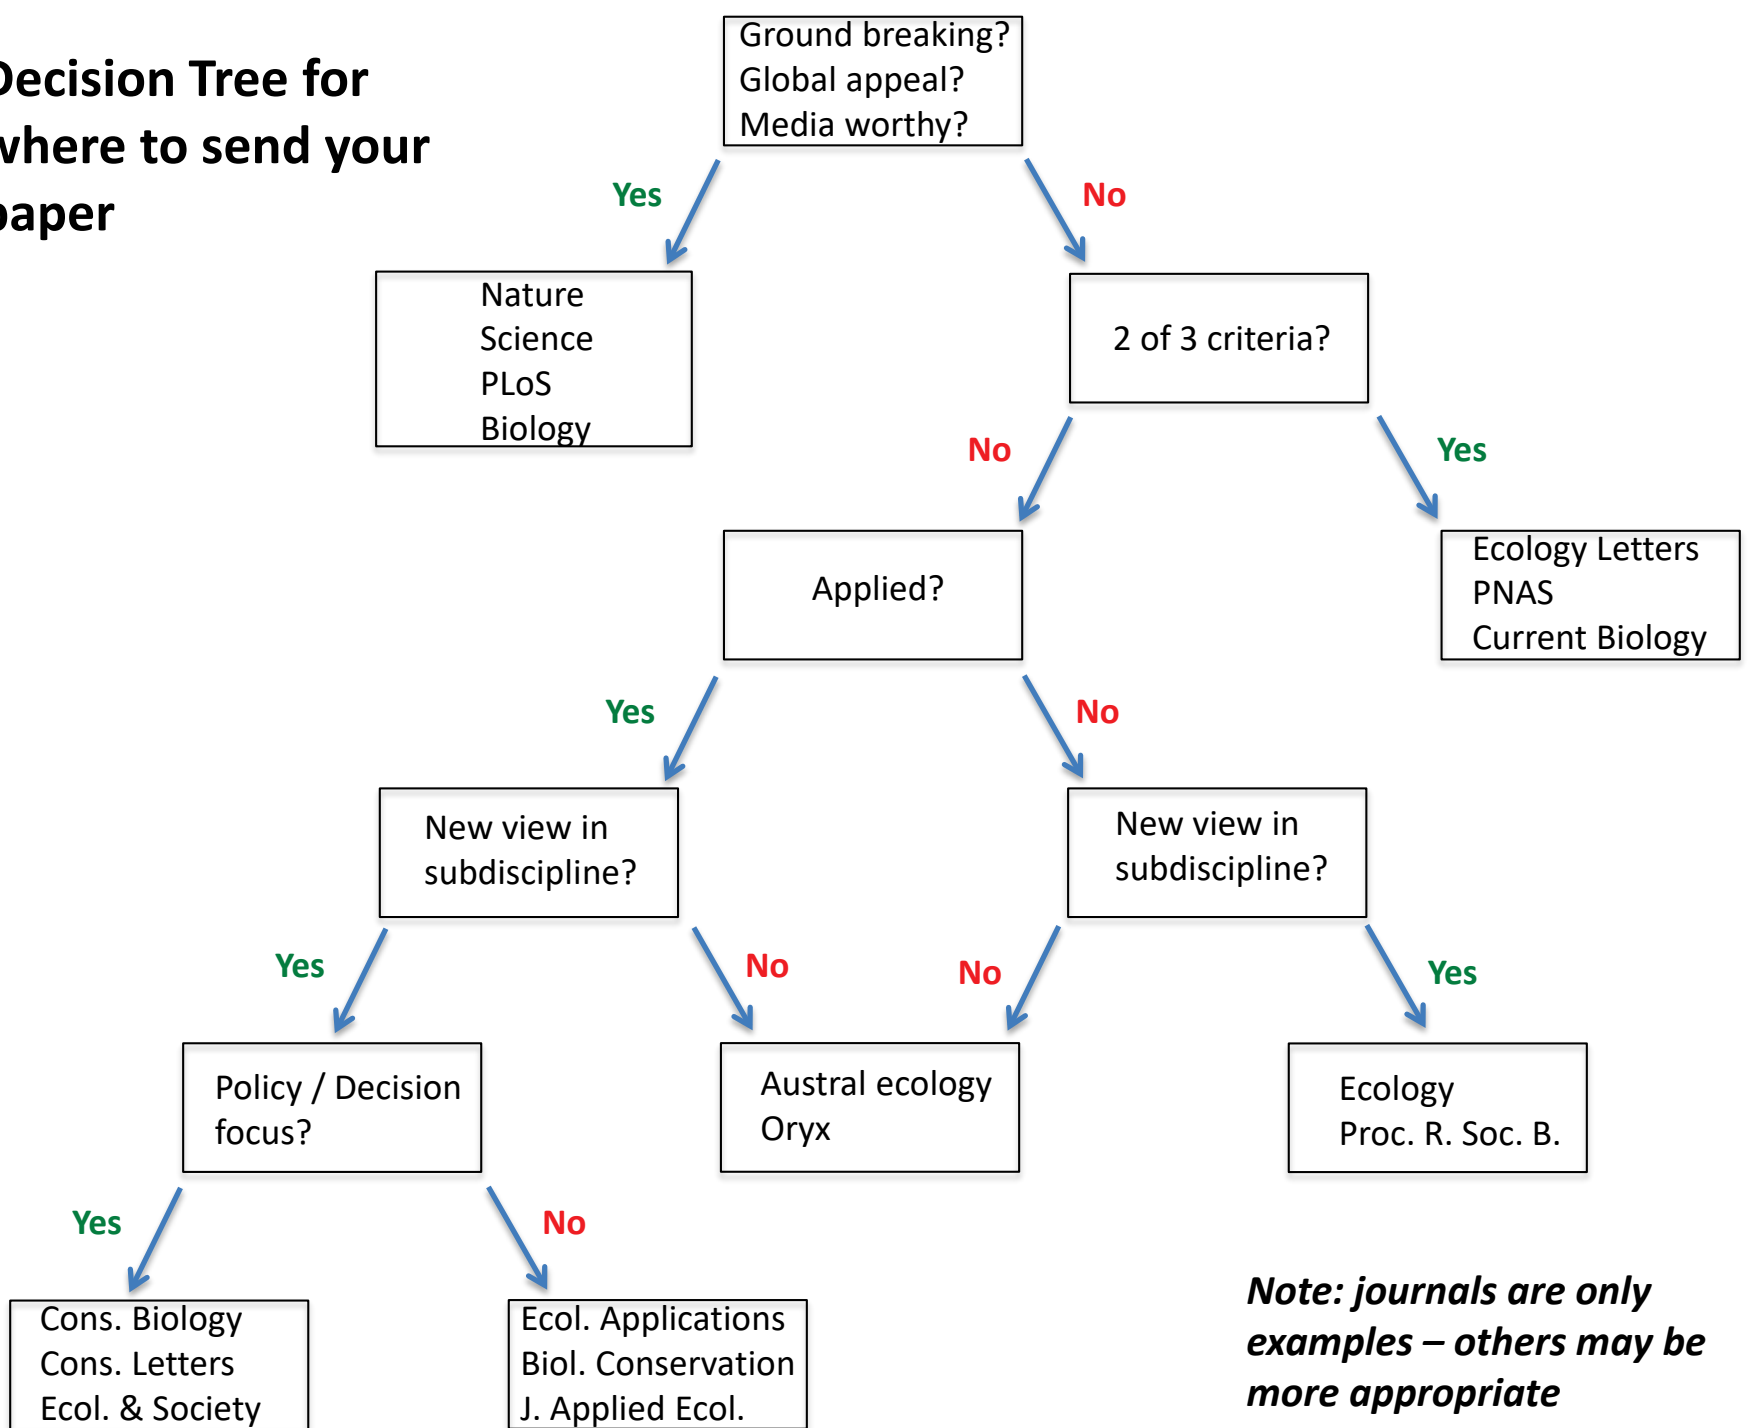 Decision Tree for
where to send your
paper
Ground breaking?
Global appeal?
Media worthy?
Yes
No
Nature
Science
PLoS
Biology
2 of 3 criteria?
No
Yes
Applied?
Ecology Letters
PNAS
Current Biology
Yes
No
New view in
subdiscipline?
New view in
subdiscipline?
Yes
No
No
Yes
Policy / Decision
focus?
Austral ecology
Oryx
Ecology
Proc. R. Soc. B.
Yes
No
Cons. Biology
Cons. Letters
Ecol. & Society
Ecol. Applications
Biol. Conservation
J. Applied Ecol.
Note: journals are only
examples – others may be
more appropriate